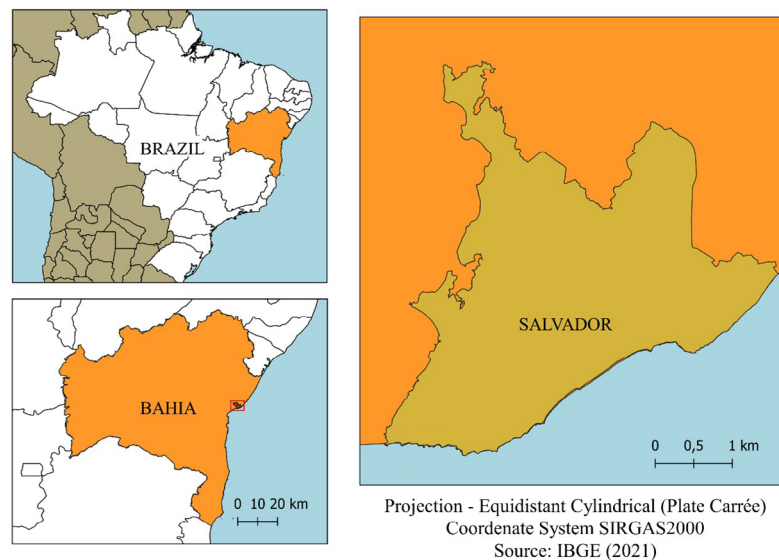 BRAZIL
BAHIA
0 10 20 km
SALVADOR
0 0,5 1 km
Projection - Equidistant Cylindrical (Plate Carrée)
Coordenate System SIRGAS2000
Source: IBGE (2021)